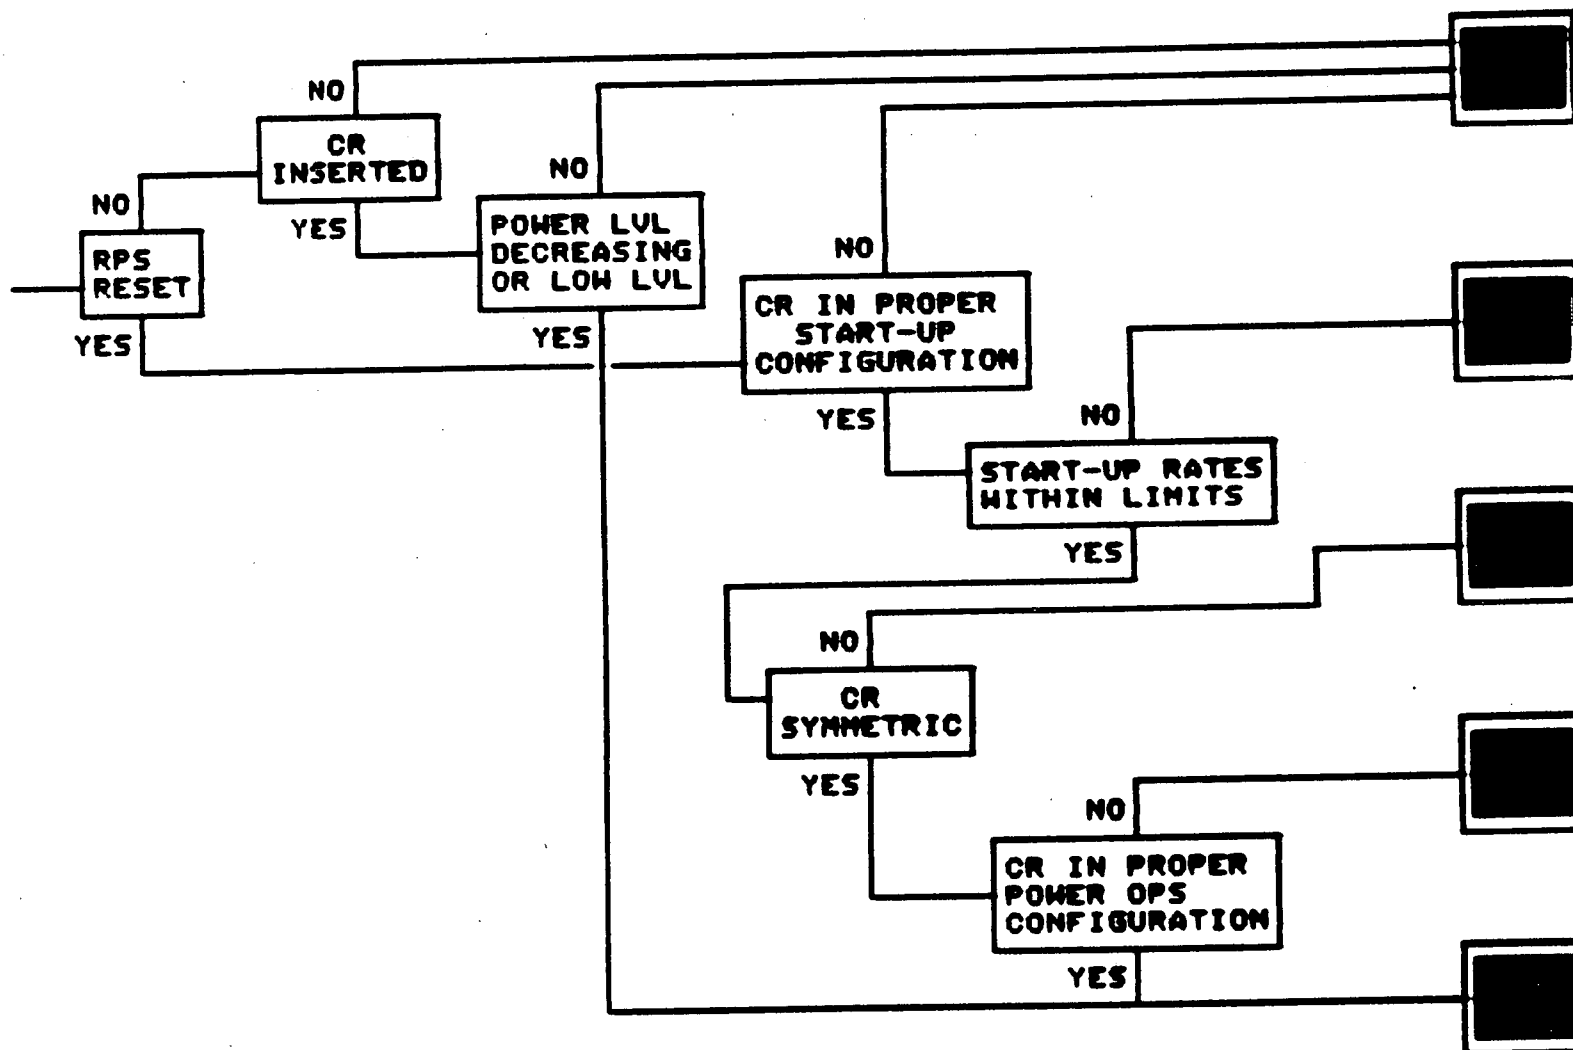 NO
CR
INSERTED
YES
NO
RPS
RESET
YES
NO
POWER LVL
DECREASING
OR LOW LVL
YES
NO
CR IN PROPER
START-UP
CONFIGURATION
YES
NO
START-UP RATES
WITHIN LIMITS
YES
NO
CR
SYMMETRIC
YES
NO
CR IN PROPER
POWER OPS
CONFIGURATION
YES